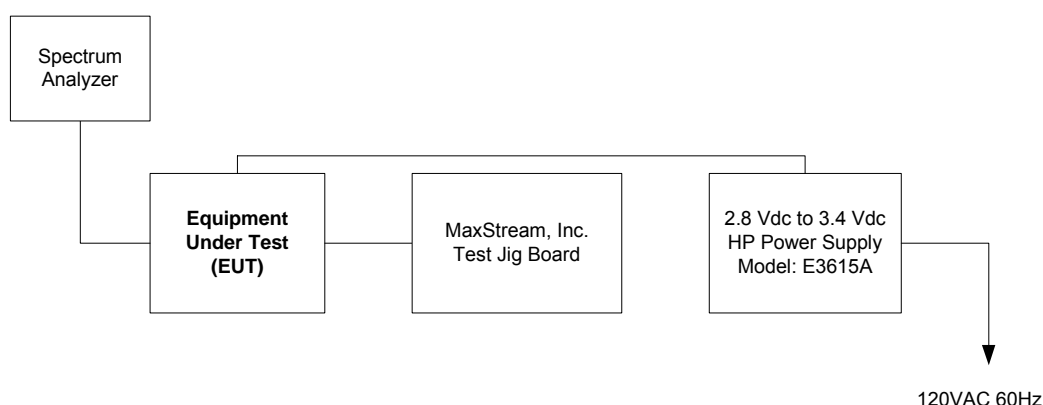 Spectrum
Analyzer
Equipment
Under Test
(EUT)
MaxStream, Inc.
Test Jig Board
2.8 Vdc to 3.4 Vdc
HP Power Supply
Model: E3615A
120VAC 60Hz